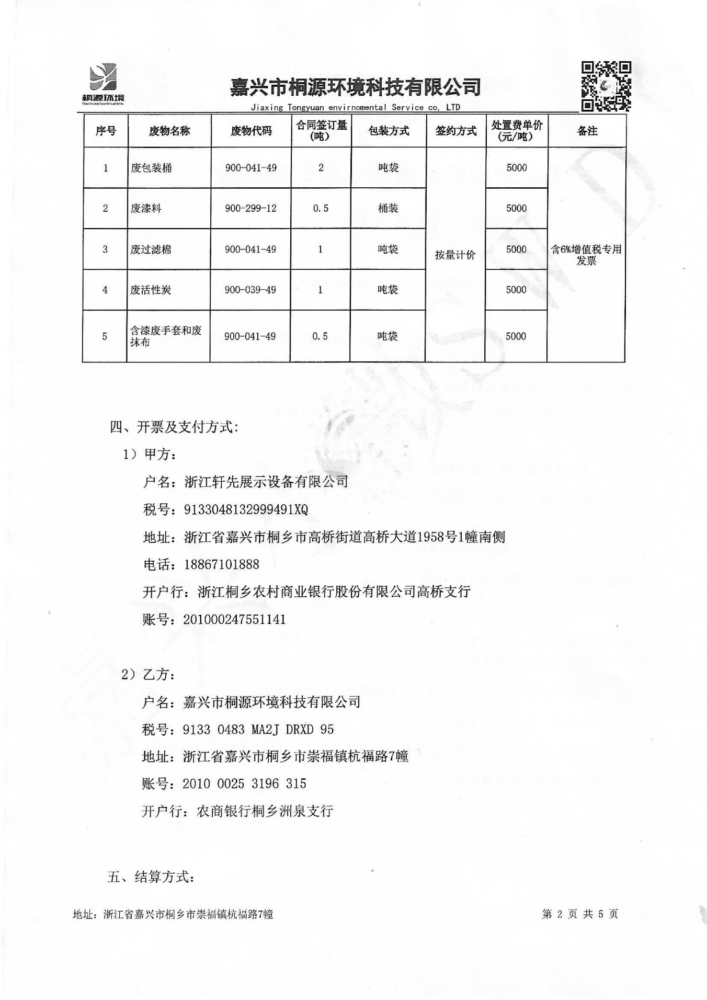 桐源环境
TONGYUAN ENVIRONMENTAL
嘉兴市桐源环境科技有限公司
Jiaxing Tongyuan envirnomental Service co, LTD
序号 废物名称 废物代码 合同签订量(吨) 包装方式 签约方式 处置费单价(元/吨) 备注
1 废包装桶 900-041-49 2 吨袋 5000
2 废漆料 900-299-12 0.5 桶装 5000
3 废过滤棉 900-041-49 1 吨袋 按量计价 5000 含6%增值税专用发票
4 废活性炭 900-039-49 1 吨袋 5000
5 含漆废手套和废抹布 900-041-49 0.5 吨袋 5000
四、开票及支付方式:
1）甲方:
户名: 浙江轩先展示设备有限公司
税号: 9133048132999491XQ
地址: 浙江省嘉兴市桐乡市高桥街道高桥大道1958号1幢南侧
电话: 18867101888
开户行: 浙江桐乡农村商业银行股份有限公司高桥支行
账号: 201000247551141
2）乙方:
户名: 嘉兴市桐源环境科技有限公司
税号: 9133 0483 MA2J DRXD 95
地址: 浙江省嘉兴市桐乡市崇福镇杭福路7幢
账号: 2010 0025 3196 315
开户行: 农商银行桐乡洲泉支行
五、结算方式:
地址: 浙江省嘉兴市桐乡市崇福镇杭福路7幢 第 2 页 共 5 页